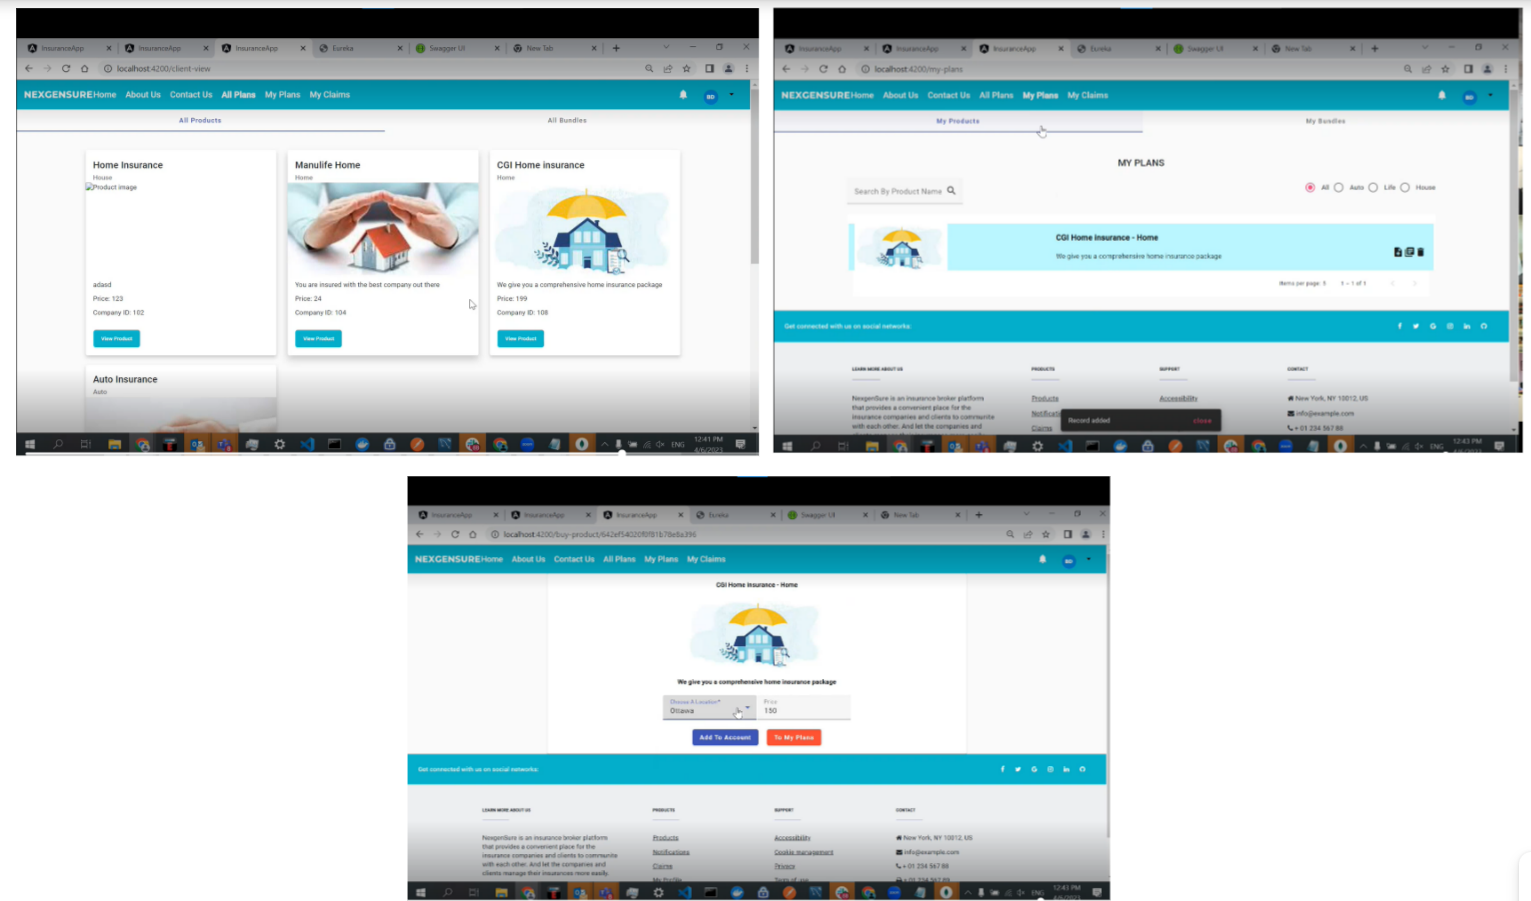 InsuranceApp InsuranceApp InsuranceApp Eureka Swagger UI New Tab
localhost:4200/client-view
NEXGENSURE Home About Us Contact Us All Plans My Plans My Claims BD
All Products All Bundles
Home Insurance
House
Product image
adasd
Price: 123
Company ID: 102
View Product
Manulife Home
Home
You are insured with the best company out there
Price: 24
Company ID: 104
View Product
CGI Home insurance
Home
We give you a comprehensive home insurance package
Price: 199
Company ID: 108
View Product
Auto Insurance
Auto
ENG 12:41 PM
4/6/2023
InsuranceApp InsuranceApp InsuranceApp Eureka Swagger UI New Tab
localhost:4200/my-plans
NEXGENSURE Home About Us Contact Us All Plans My Plans My Claims BD
My Products My Bundles
MY PLANS
Search By Product Name
All Auto Life House
CGI Home Insurance - Home
We give you a comprehensive home insurance package
Items per page: 5 1 – 1 of 1
Get connected with us on social networks:
LEARN MORE ABOUT US
NexgenSure is an insurance broker platform
that provides a convenient place for the
insurance companies and clients to communite
with each other. And let the companies and
PRODUCTS
Products
Claims
SUPPORT
Accessibility
CONTACT
New York, NY 10012, US
info@example.com
+ 01 234 567 88
Record added close
ENG 12:43 PM
InsuranceApp InsuranceApp InsuranceApp Eureka Swagger UI New Tab
localhost:4200/buy-product/642ef54020f0f81b78e8a396
NEXGENSURE Home About Us Contact Us All Plans My Plans My Claims BD
CGI Home Insurance - Home
We give you a comprehensive home insurance package
Choose A Location*
Ottawa
Price
150
Add To Account To My Plans
Get connected with us on social networks:
LEARN MORE ABOUT US
NexgenSure is an insurance broker platform
that provides a convenient place for the
insurance companies and clients to communite
with each other. And let the companies and
clients manage their insurances more easily.
PRODUCTS
Products
Notifications
Claims
My Profile
SUPPORT
Accessibility
Cookie management
Privacy
Term of use
CONTACT
New York, NY 10012, US
info@example.com
+ 01 234 567 88
+ 01 234 567 89
ENG 12:43 PM
4/6/2023